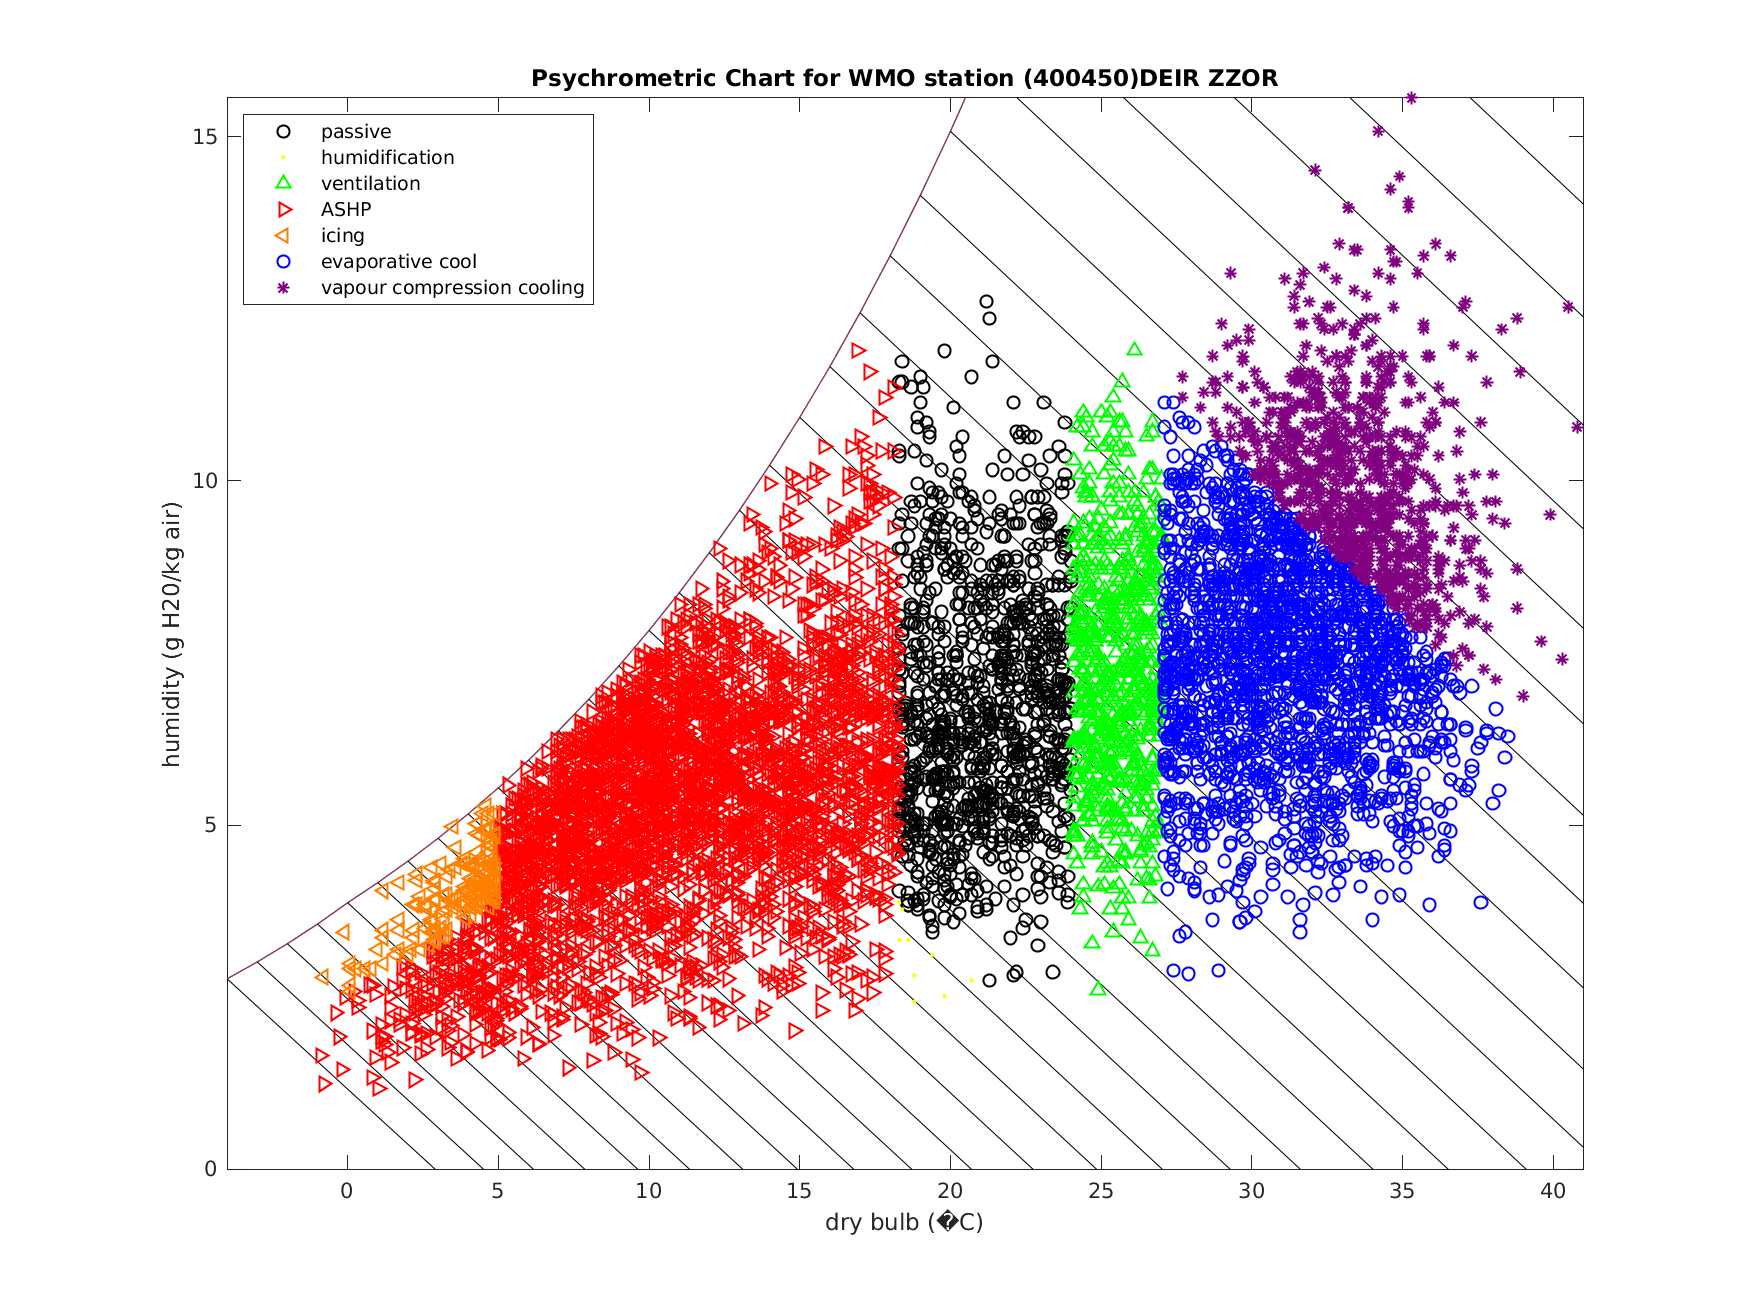 Psychrometric Chart for WMO station (400450)DEIR ZZOR
passive
humidification
ventilation
ASHP
icing
evaporative cool
vapour compression cooling
humidity (g H20/kg air)
15
10
5
0
0 5 10 15 20 25 30 35 40
dry bulb (�C)